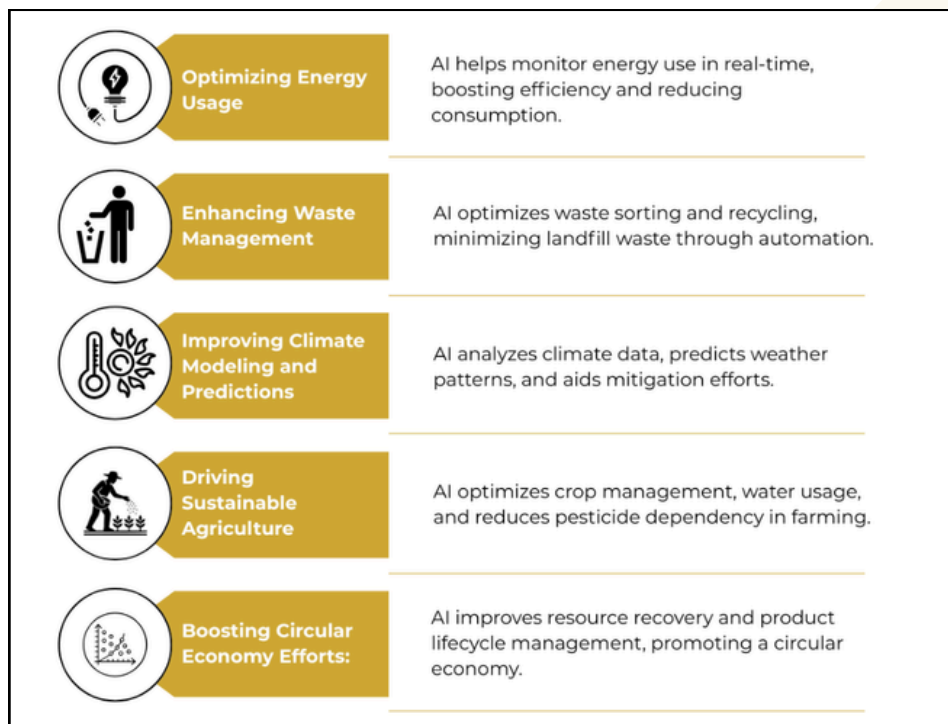 Optimizing Energy
Usage
AI helps monitor energy use in real-time,
boosting efficiency and reducing
consumption.
Enhancing Waste
Management
AI optimizes waste sorting and recycling,
minimizing landfill waste through automation.
Improving Climate
Modeling and
Predictions
AI analyzes climate data, predicts weather
patterns, and aids mitigation efforts.
Driving
Sustainable
Agriculture
AI optimizes crop management, water usage,
and reduces pesticide dependency in farming.
Boosting Circular
Economy Efforts:
AI improves resource recovery and product
lifecycle management, promoting a circular
economy.